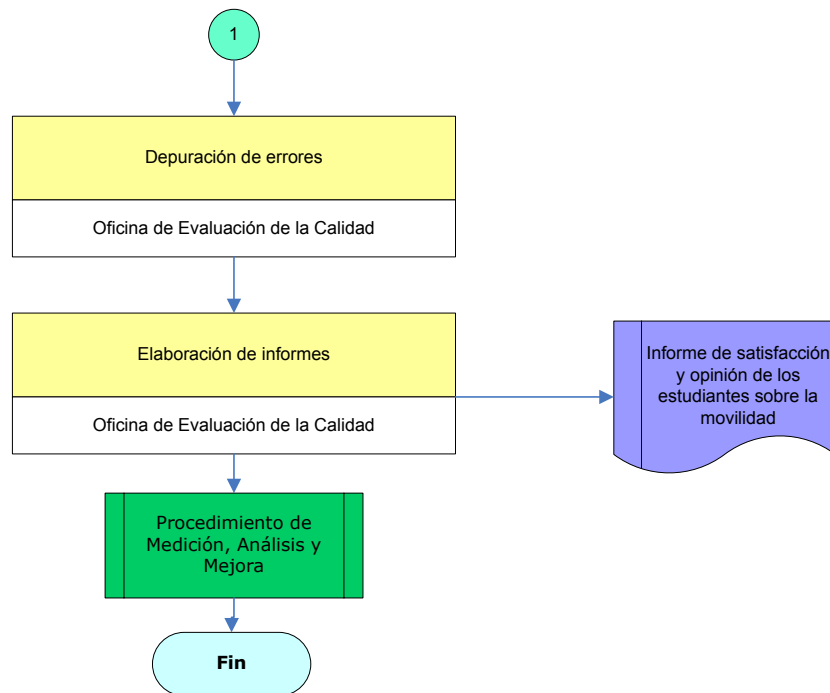 1
Depuración de errores
Oficina de Evaluación de la Calidad
Elaboración de informes
Oficina de Evaluación de la Calidad
Informe de satisfacción
y opinión de los
estudiantes sobre la
movilidad
Procedimiento de
Medición, Análisis y
Mejora
Fin